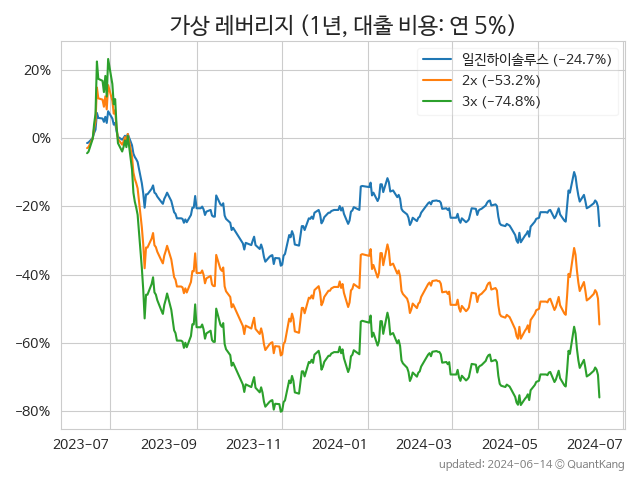 가상 레버리지 (1년, 대출 비용: 연 5%)
일진하이솔루스 (−24.7%)
2x (−53.2%)
3x (−74.8%)
20%
0%
−20%
−40%
−60%
−80%
2023-07 2023-09 2023-11 2024-01 2024-03 2024-05 2024-07
updated: 2024-06-14 © QuantKang